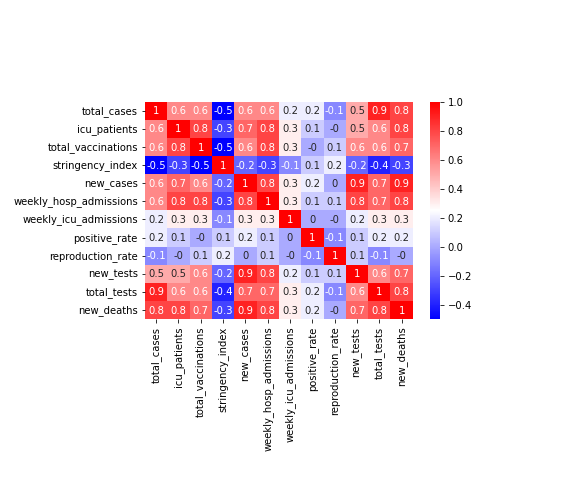 total_cases 1 0.6 0.6 -0.5 0.6 0.6 0.2 0.2 -0.1 0.5 0.9 0.8
icu_patients 0.6 1 0.8 -0.3 0.7 0.8 0.3 0.1 -0 0.5 0.6 0.8
total_vaccinations 0.6 0.8 1 -0.5 0.6 0.8 0.3 -0 0.1 0.6 0.6 0.7
stringency_index -0.5 -0.3 -0.5 1 -0.2 -0.3 -0.1 0.1 0.2 -0.2 -0.4 -0.3
new_cases 0.6 0.7 0.6 -0.2 1 0.8 0.3 0.2 0 0.9 0.7 0.9
weekly_hosp_admissions 0.6 0.8 0.8 -0.3 0.8 1 0.3 0.1 0.1 0.8 0.7 0.8
weekly_icu_admissions 0.2 0.3 0.3 -0.1 0.3 0.3 1 0 -0 0.2 0.3 0.3
positive_rate 0.2 0.1 -0 0.1 0.2 0.1 0 1 -0.1 0.1 0.2 0.2
reproduction_rate -0.1 -0 0.1 0.2 0 0.1 -0 -0.1 1 0.1 -0.1 -0
new_tests 0.5 0.5 0.6 -0.2 0.9 0.8 0.2 0.1 0.1 1 0.6 0.7
total_tests 0.9 0.6 0.6 -0.4 0.7 0.7 0.3 0.2 -0.1 0.6 1 0.8
new_deaths 0.8 0.8 0.7 -0.3 0.9 0.8 0.3 0.2 -0 0.7 0.8 1
total_cases
icu_patients
total_vaccinations
stringency_index
new_cases
weekly_hosp_admissions
weekly_icu_admissions
positive_rate
reproduction_rate
new_tests
total_tests
new_deaths
1.0
0.8
0.6
0.4
0.2
0.0
−0.2
−0.4